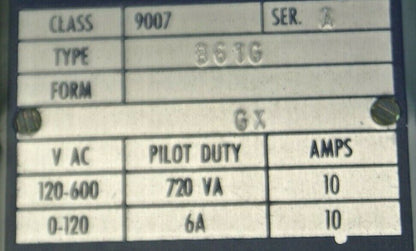 CLASS 9007 SER. A
TYPE
FORM
GX
V AC PILOT DUTY AMPS
120-600 720 VA 10
0-120 6A 10